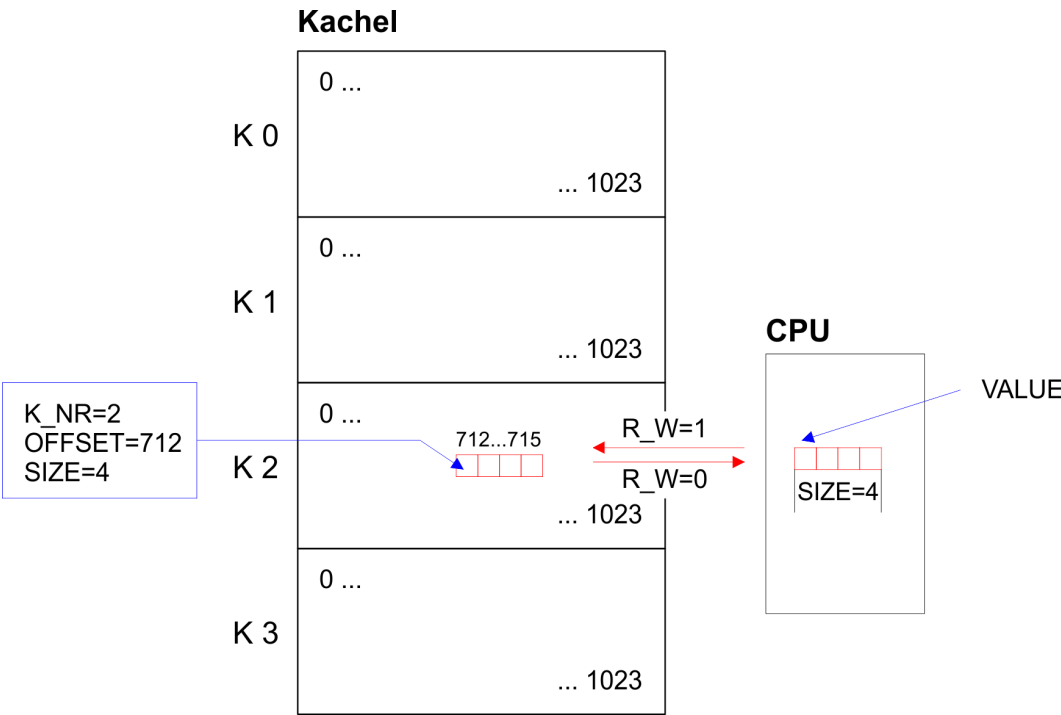 Kachel
0 ...
K 0
... 1023
0 ...
K 1
... 1023
CPU
VALUE
K_NR=2
OFFSET=712
SIZE=4
0 ...
712...715
K 2
R_W=1
R_W=0
... 1023
SIZE=4
0 ...
K 3
... 1023